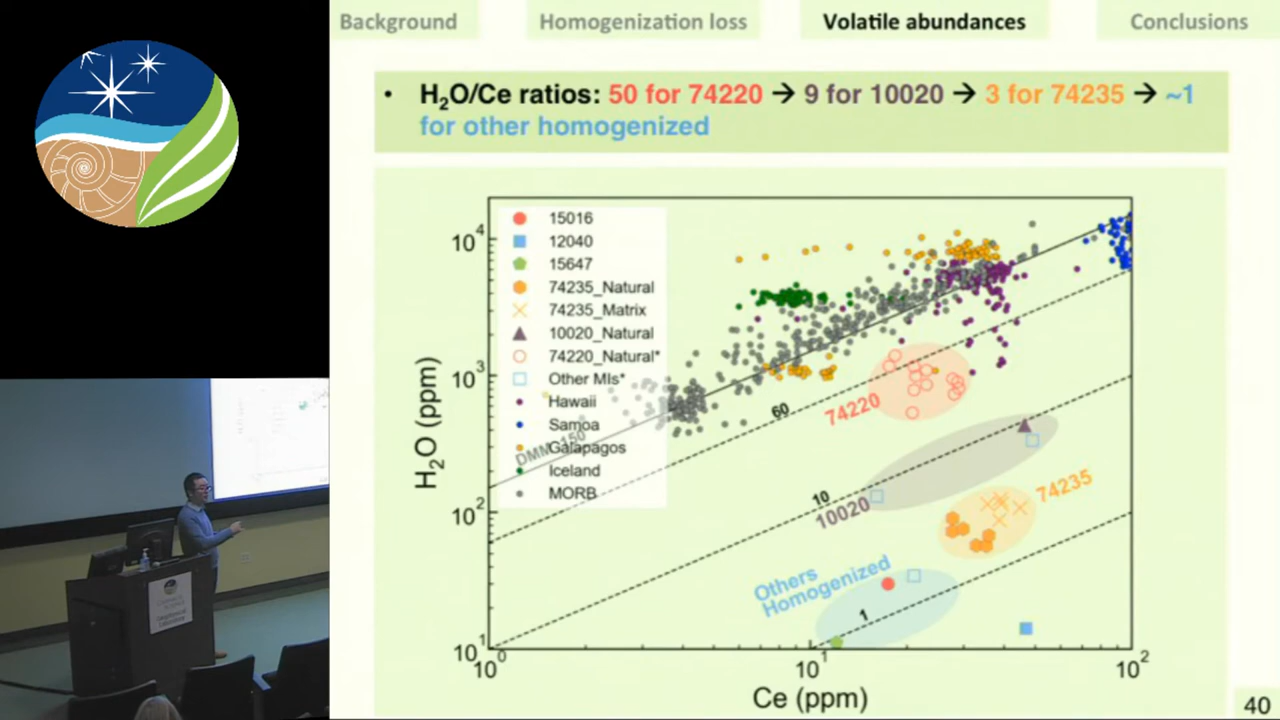 Background Homogenization loss Volatile abundances Conclusions
• H₂O/Ce ratios: 50 for 74220 → 9 for 10020 → 3 for 74235 → ~1
for other homogenized
15016
12040
15647
74235_Natural
74235_Matrix
10020_Natural
74220_Natural*
Other MIs*
Hawaii
Samoa
Galapagos
Iceland
MORB
DMM 150
60
10
1
74220
10020
74235
Others
Homogenized
H₂O (ppm)
10⁴
10³
10²
10¹
10⁰ 10¹ 10²
Ce (ppm)
40